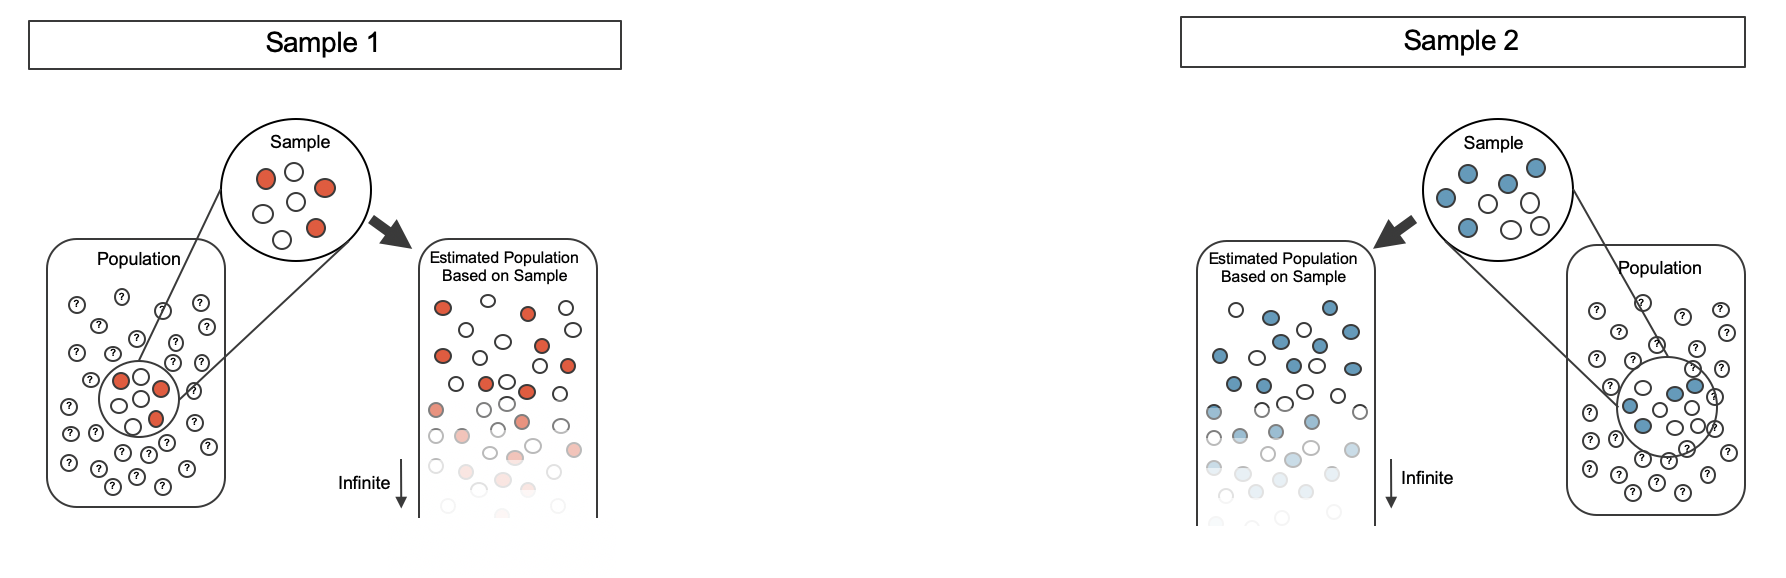 Sample 1
Sample
Population
Estimated Population
Based on Sample
Infinite
Sample 2
Sample
Estimated Population
Based on Sample
Population
Infinite